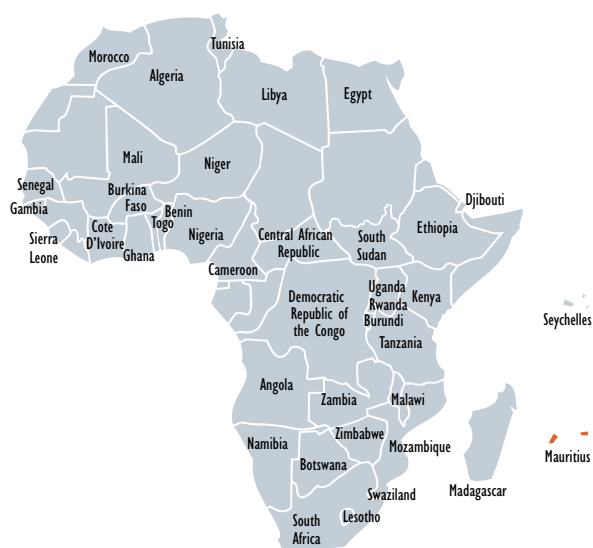 Tunisia
Morocco
Algeria
Libya
Egypt
Mali
Niger
Senegal
Burkina
Faso
Djibouti
Gambia
Benin
Togo
Cote
D'Ivoire
Ghana
Nigeria
Ethiopia
Sierra
Leone
Central African
Republic
South
Sudan
Cameroon
Uganda
Rwanda
Burundi
Kenya
Democratic
Republic of
the Congo
Seychelles
Tanzania
Angola
Zambia
Malawi
Zimbabwe
Mozambique
Namibia
Botswana
Mauritius
Swaziland
Madagascar
South
Africa
Lesotho